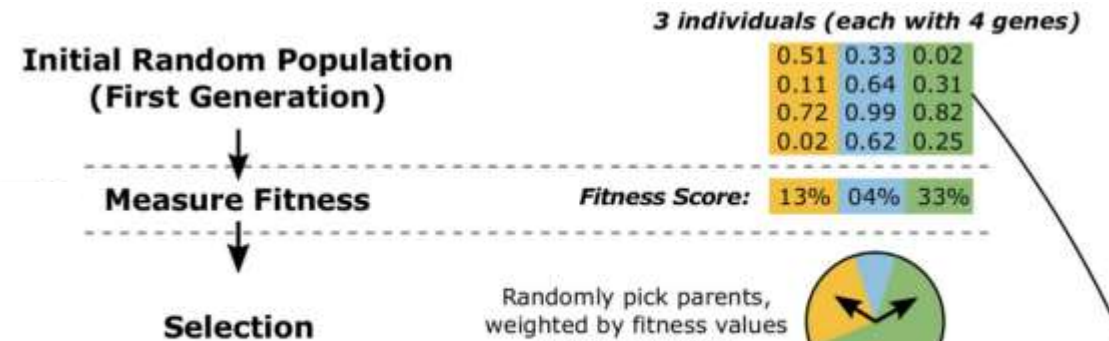 3 individuals (each with 4 genes)
Initial Random Population
(First Generation)
0.51 0.33 0.02
0.11 0.64 0.31
0.72 0.99 0.82
0.02 0.62 0.25
Measure Fitness
Fitness Score: 13% 04% 33%
Selection
Randomly pick parents,
weighted by fitness values